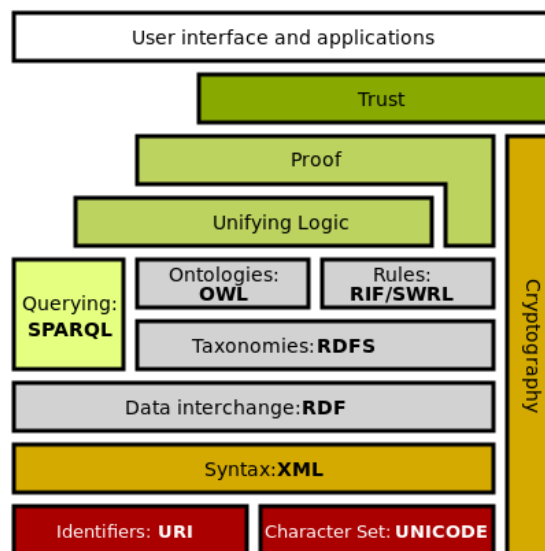 User interface and applications
Trust
Proof
Unifying Logic
Querying:
SPARQL
Ontologies:
OWL
Rules:
RIF/SWRL
Taxonomies:RDFS
Cryptography
Data interchange:RDF
Syntax:XML
Identifiers: URI
Character Set: UNICODE